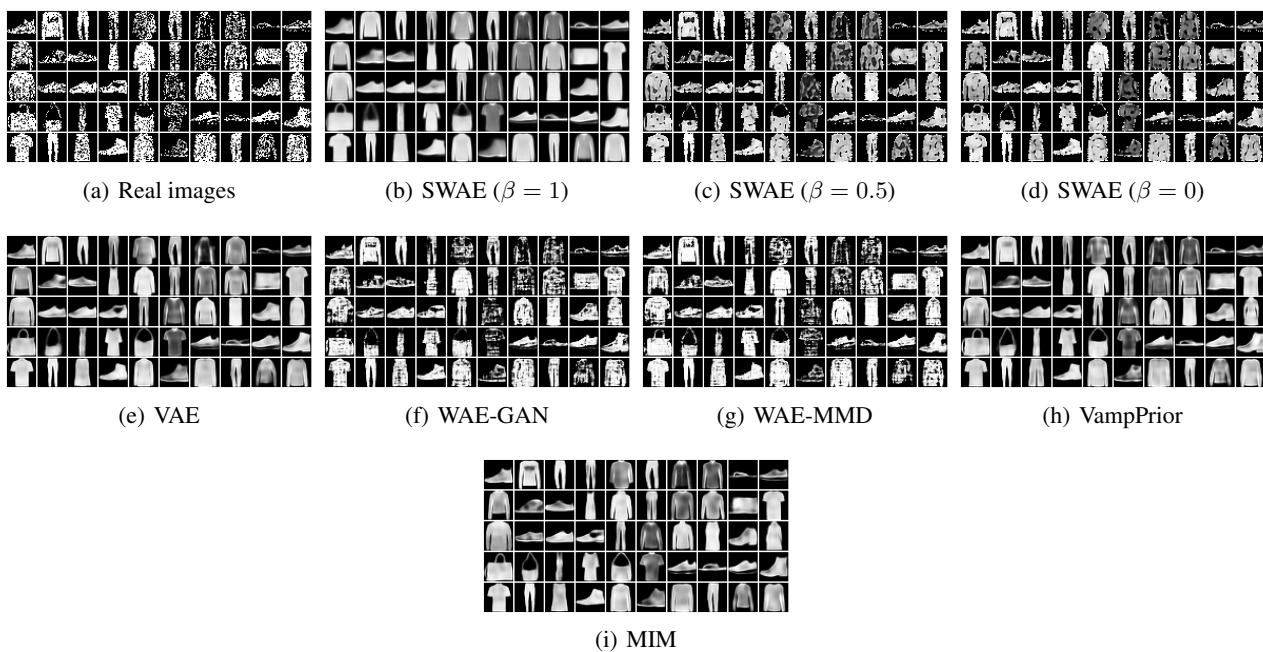 (a) Real images
(b) SWAE (β = 1)
(c) SWAE (β = 0.5)
(d) SWAE (β = 0)
(e) VAE
(f) WAE-GAN
(g) WAE-MMD
(h) VampPrior
(i) MIM